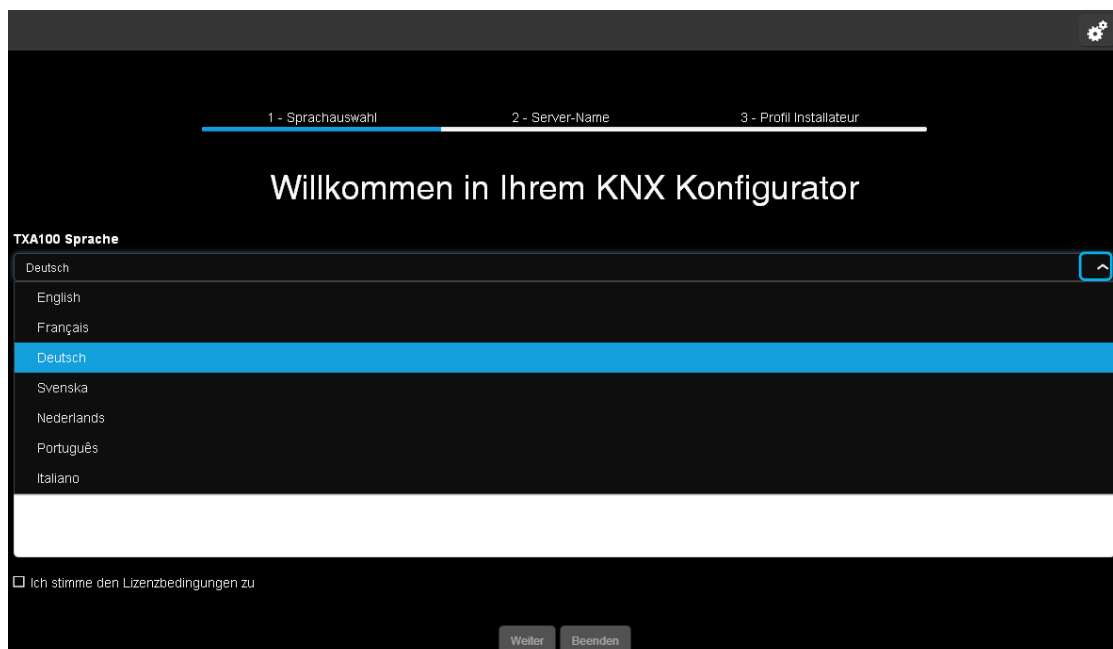 1 - Sprachauswahl 2 - Server-Name 3 - Profil Installateur
Willkommen in Ihrem KNX Konfigurator
TXA100 Sprache
Deutsch
English
Français
Deutsch
Svenska
Nederlands
Português
Italiano
Ich stimme den Lizenzbedingungen zu
Weiter Beenden